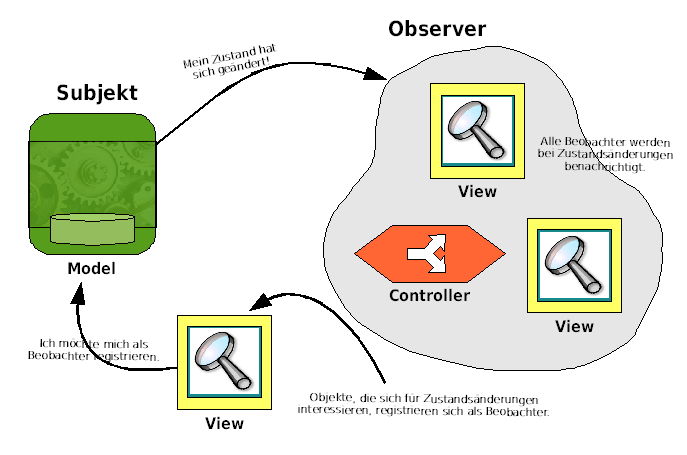 Observer
Mein Zustand hat
sich geändert!
Subjekt
Alle Beobachter werden
bei Zustandsänderungen
benachrichtigt.
View
Model
Controller
View
Ich möchte mich als
Beobachter registrieren.
View
Objekte, die sich für Zustandsänderungen
interessieren, registrieren sich als Beobachter.